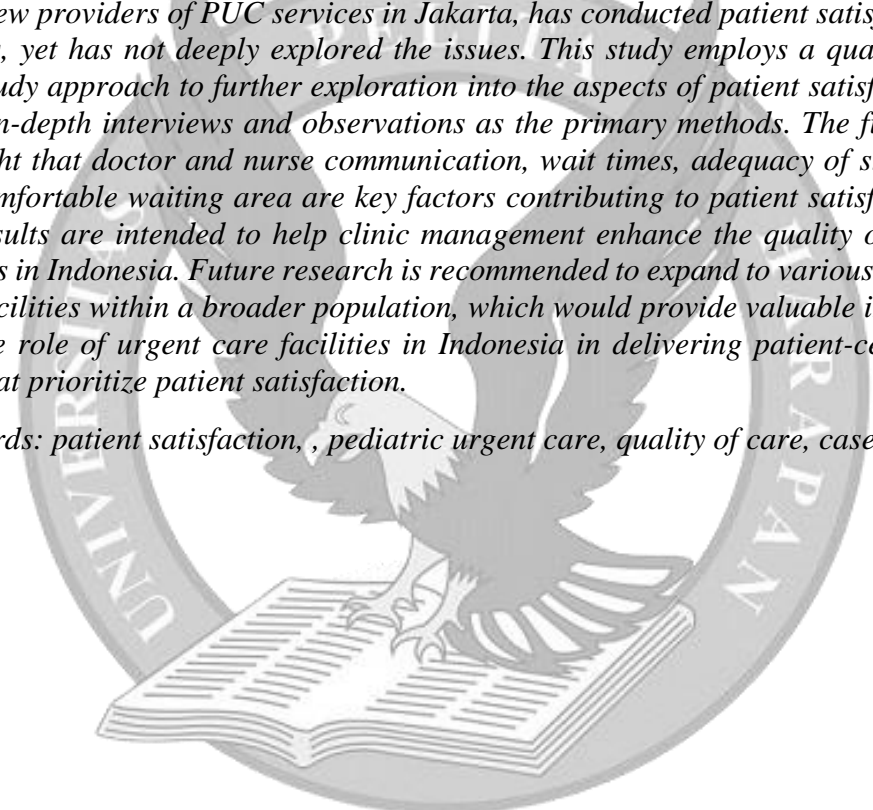 ew providers of PUC services in Jakarta, has conducted patient satis
, yet has not deeply explored the issues. This study employs a qua
udy approach to further exploration into the aspects of patient satisf
n-depth interviews and observations as the primary methods. The f
ht that doctor and nurse communication, wait times, adequacy of s
mfortable waiting area are key factors contributing to patient satisf
sults are intended to help clinic management enhance the quality o
s in Indonesia. Future research is recommended to expand to various
cilities within a broader population, which would provide valuable i
e role of urgent care facilities in Indonesia in delivering patient-ce
at prioritize patient satisfaction.
rds: patient satisfaction, , pediatric urgent care, quality of care, case
UNIVERSITAS PELITA HARAPAN